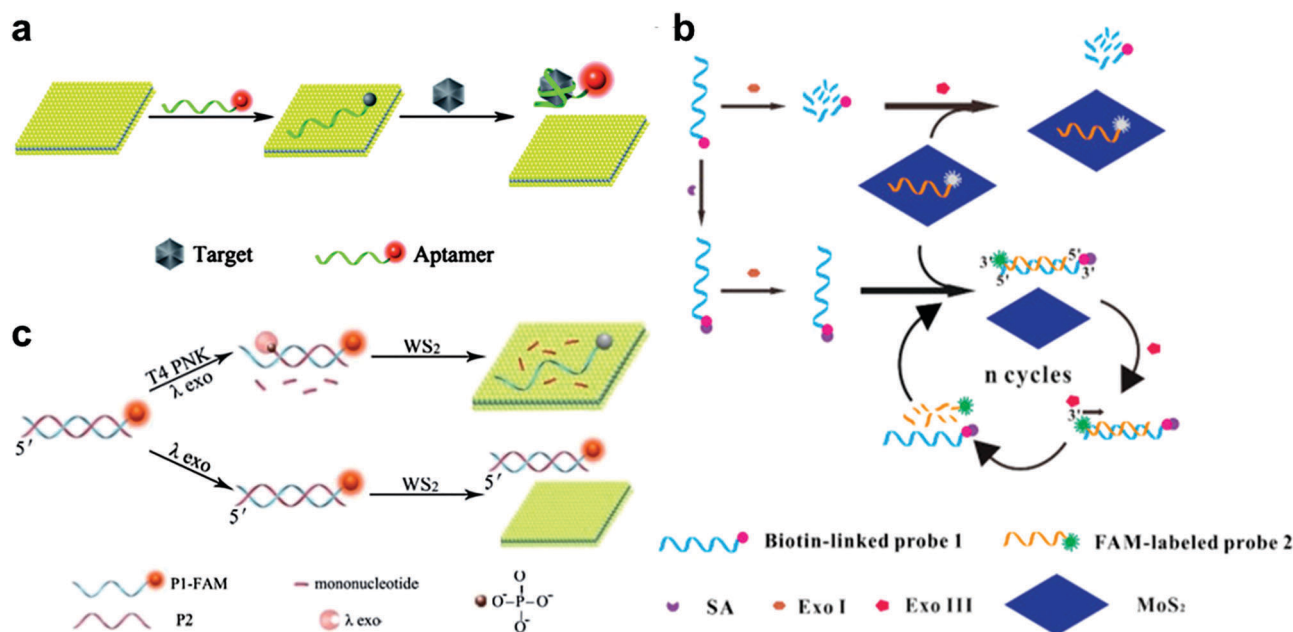 a
Target
Aptamer
b
3'
5'
5'
3'
n cycles
3'
Biotin-linked probe 1
FAM-labeled probe 2
SA
Exo I
Exo III
MoS2
c
T4 PNK
λ exo
WS2
5'
λ exo
5'
WS2
5'
P1-FAM
mononucleotide
P2
λ exo
O
O⁻-P-O⁻
O⁻